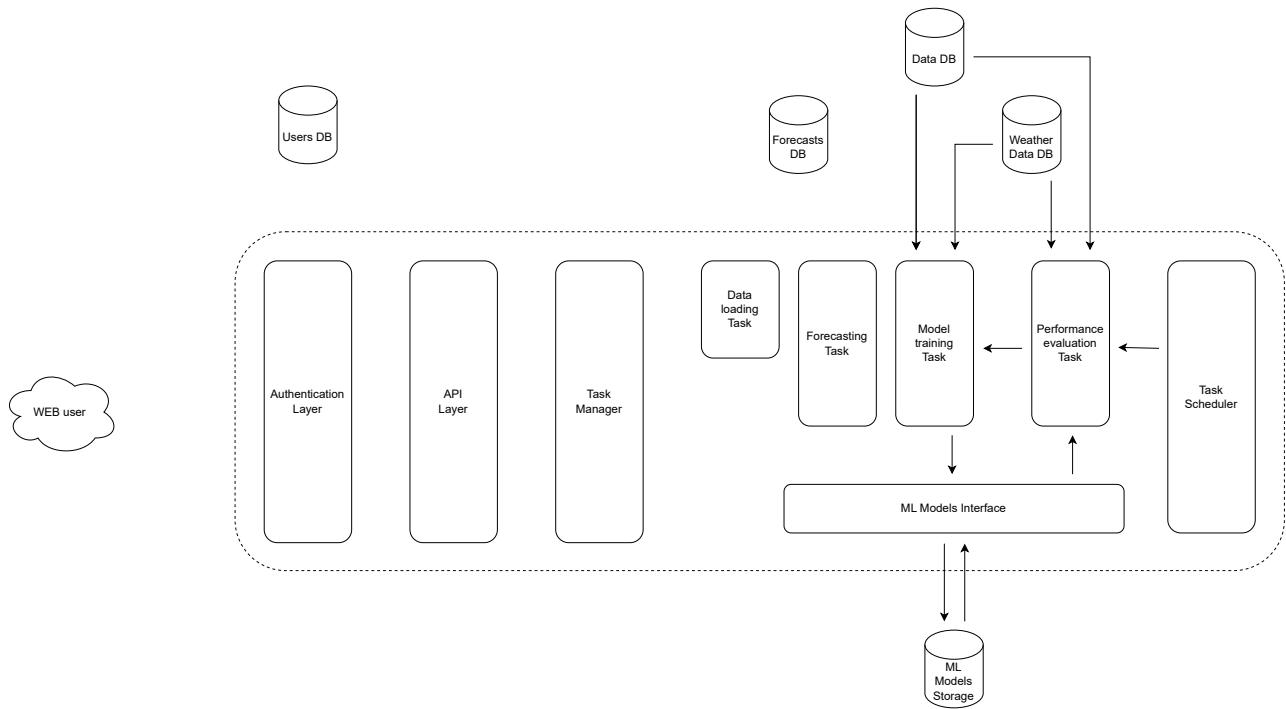 Data DB
Users DB
Forecasts
DB
Weather
Data DB
Data
loading
Task
Forecasting
Task
Model
training
Task
Performance
evaluation
Task
WEB user
Authentication
Layer
API
Layer
Task
Manager
Task
Scheduler
ML Models Interface
ML
Models
Storage